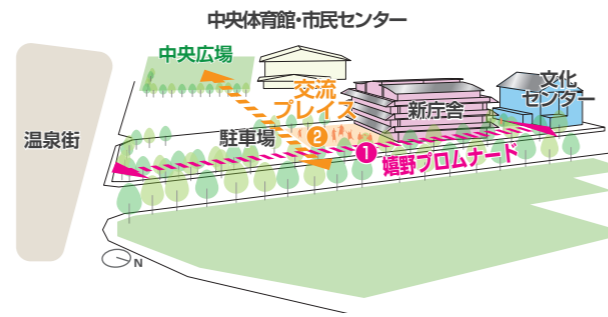 中央体育館・市民センター
中央広場
交流
プレイス
文化
センター
新庁舎
温泉街
駐車場
2
1
嬉野プロムナード
N